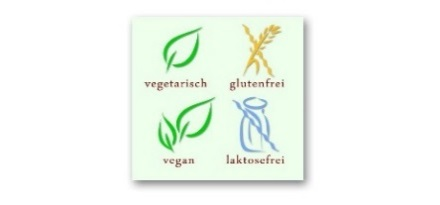 vegetarisch
glutenfrei
vegan
laktosefrei